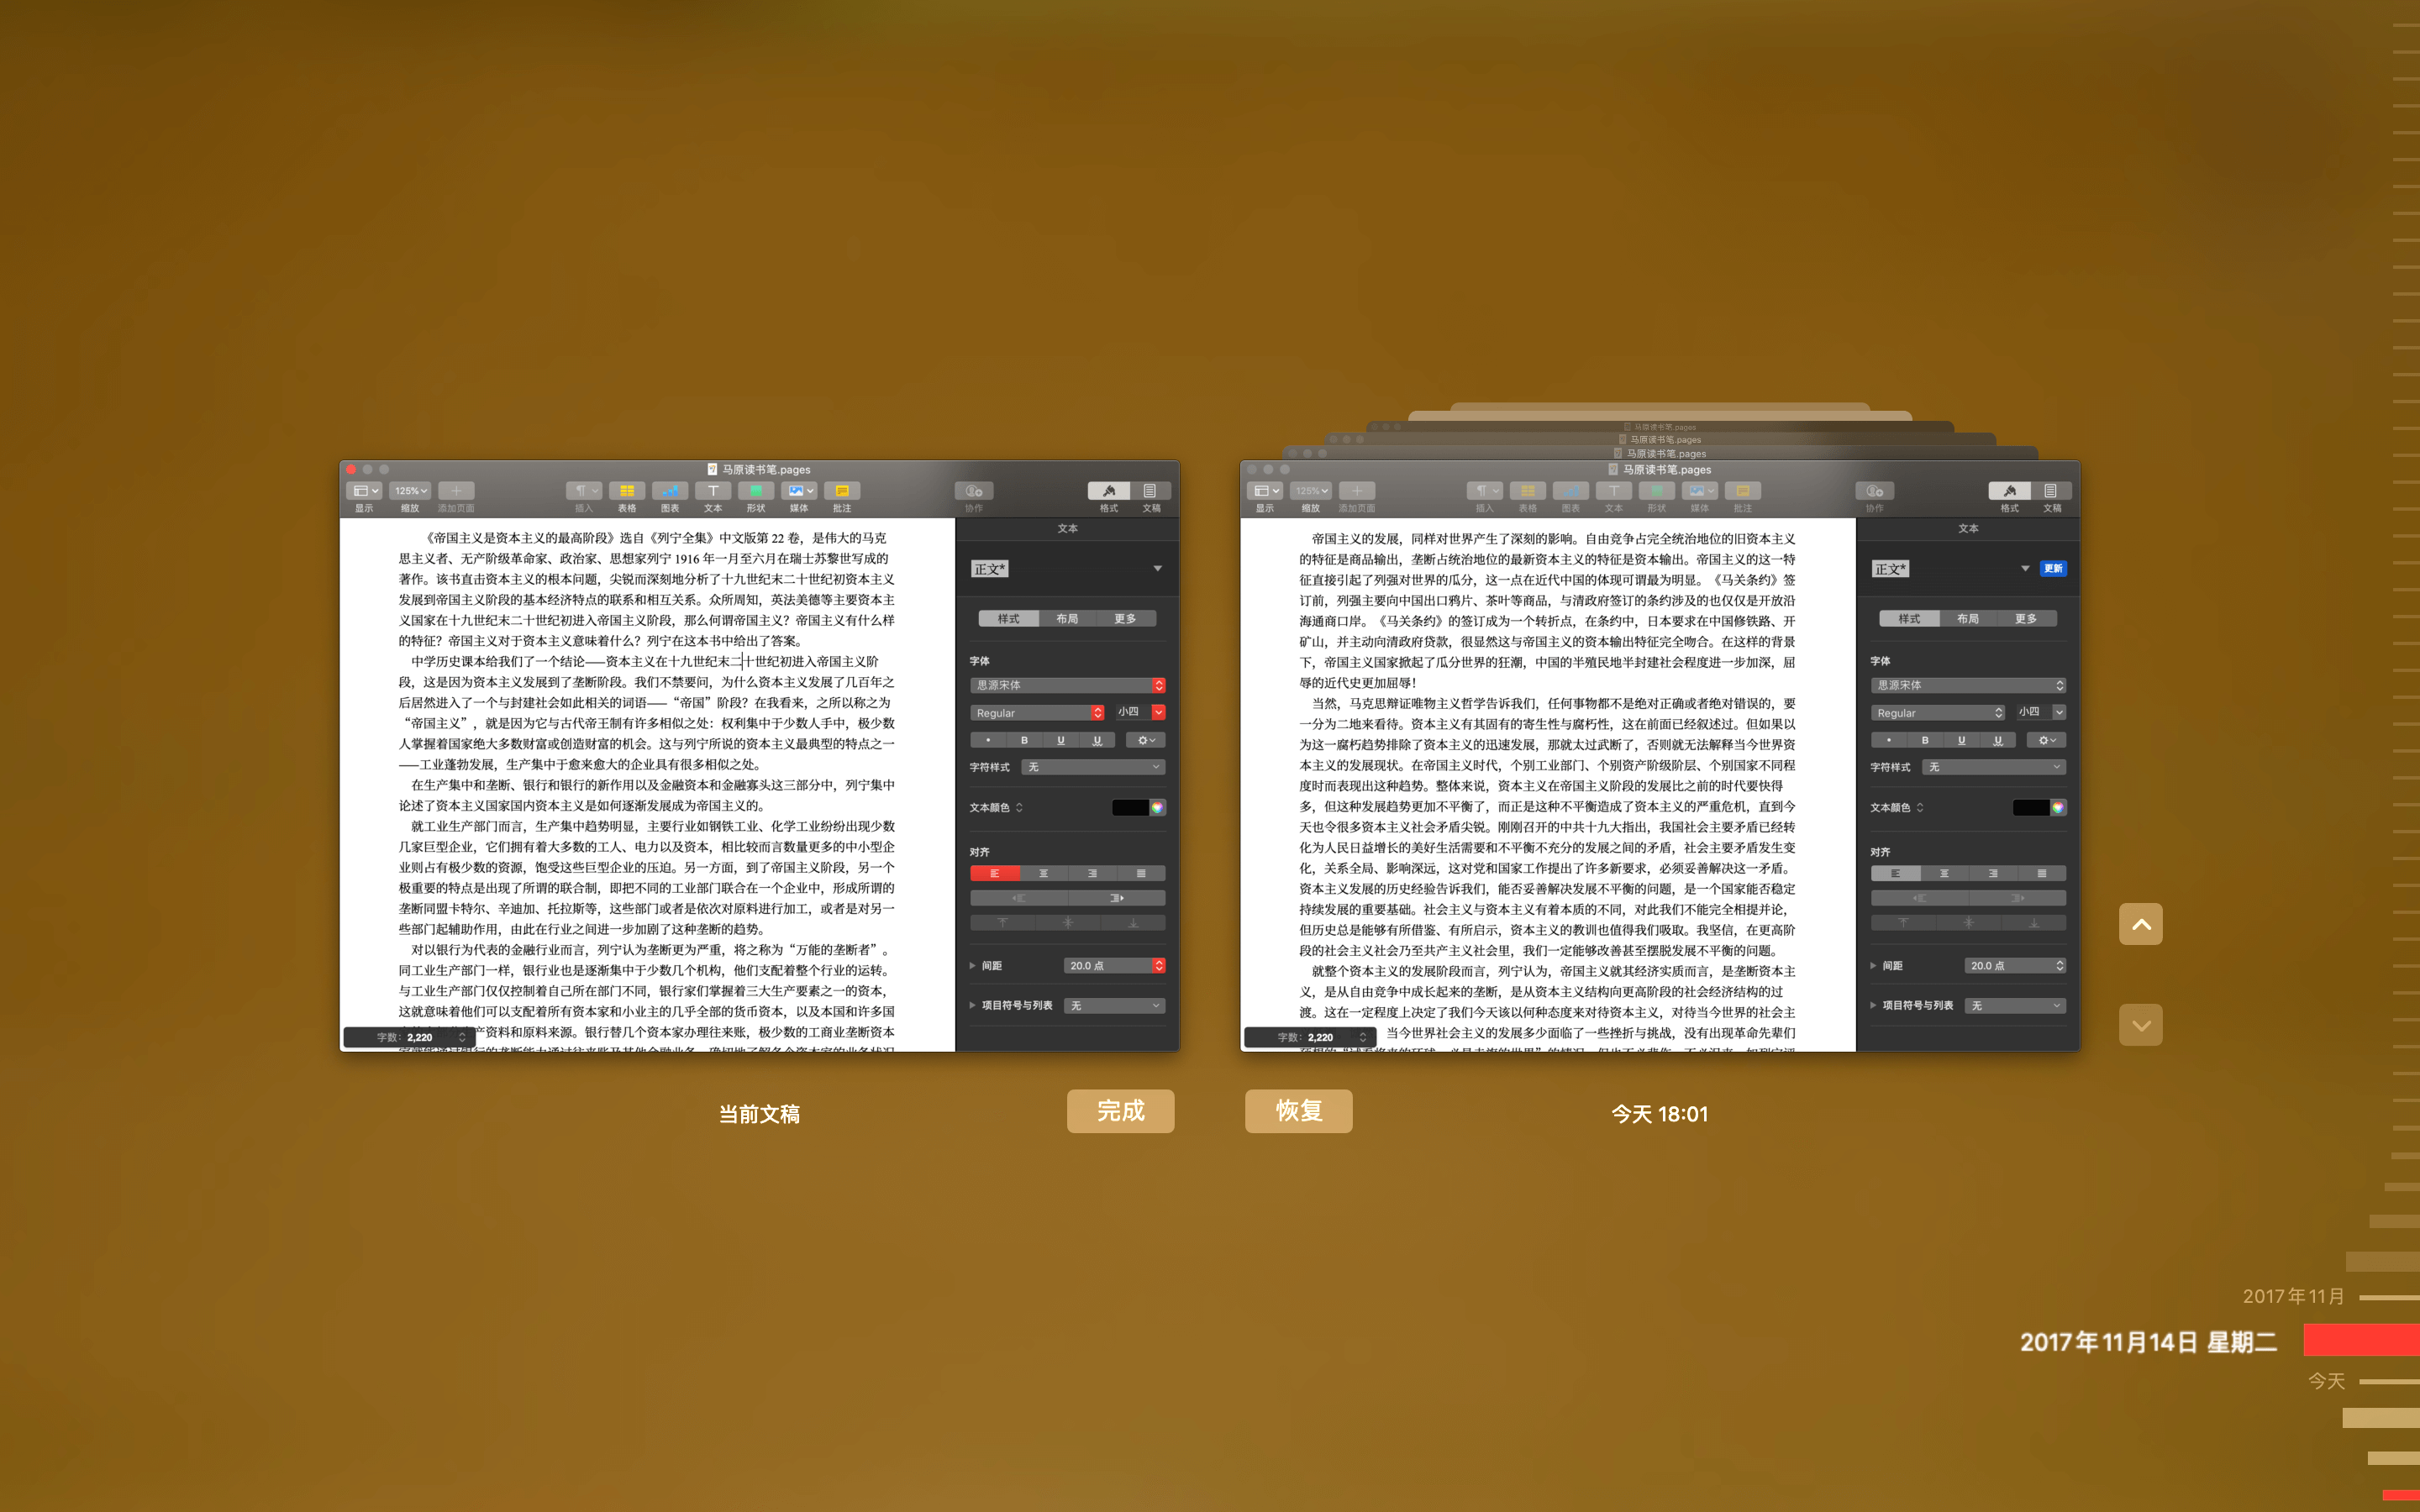 马原读书笔.pages
显示
125%
缩放
添加页面
插入
表格
图表
文本
形状
媒体
批注
协作
格式
文稿
《帝国主义是资本主义的最高阶段》选自《列宁全集》中文版第 22 卷，是伟大的马克
思主义者、无产阶级革命家、政治家、思想家列宁 1916 年一月至六月在瑞士苏黎世写成的
著作。该书直击资本主义的根本问题，尖锐而深刻地分析了十九世纪末二十世纪初资本主义
发展到帝国主义阶段的基本经济特点的联系和相互关系。众所周知，英法美德等主要资本主
义国家在十九世纪末二十世纪初进入帝国主义阶段，那么何谓帝国主义？帝国主义有什么样
的特征？帝国主义对于资本主义意味着什么？列宁在这本书中给出了答案。
中学历史课本给我们了一个结论——资本主义在十九世纪末二十世纪初进入帝国主义阶
段，这是因为资本主义发展到了垄断阶段。我们不禁要问，为什么资本主义发展了几百年之
后居然进入了一个与封建社会如此相关的词语——“帝国”阶段？在我看来，之所以称之为
“帝国主义”，就是因为它与古代帝王制有许多相似之处：权利集中于少数人手中，极少数
人掌握着国家绝大多数财富或创造财富的机会。这与列宁所说的资本主义最典型的特点之一
——工业蓬勃发展，生产集中于愈来愈大的企业具有很多相似之处。
在生产集中和垄断、银行和银行的新作用以及金融资本和金融寡头这三部分中，列宁集中
论述了资本主义国家国内资本主义是如何逐渐发展成为帝国主义的。
就工业生产部门而言，生产集中趋势明显，主要行业如钢铁工业、化学工业纷纷出现少数
几家巨型企业，它们拥有着大多数的工人、电力以及资本，相比较而言数量更多的中小型企
业则占有极少数的资源，饱受这些巨型企业的压迫。另一方面，到了帝国主义阶段，另一个
极重要的特点是出现了所谓的联合制，即把不同的工业部门联合在一个企业中，形成所谓的
垄断同盟卡特尔、辛迪加、托拉斯等，这些部门或者是依次对原料进行加工，或者是对另一
些部门起辅助作用，由此在行业之间进一步加剧了这种垄断的趋势。
对以银行为代表的金融行业而言，列宁认为垄断更为严重，将之称为“万能的垄断者”。
同工业生产部门一样，银行业也是逐渐集中于少数几个机构，他们支配着整个行业的运转。
与工业生产部门仅仅控制着自己所在部门不同，银行家们掌握着三大生产要素之一的资本，
这就意味着他们可以支配着所有资本家和小业主的几乎全部的货币资本，以及本国和许多国
产资料和原料来源。银行替几个资本家办理往来账，极少数的工商业垄断资本
字数: 2,220
文本
正文*
样式
布局
更多
字体
思源宋体
Regular
小四
B
U
U
字符样式
无
文本颜色
对齐
间距
20.0 点
项目符号与列表
无
当前文稿
完成
马原读书笔.pages
马原读书笔.pages
马原读书笔.pages
马原读书笔.pages
显示
125%
缩放
添加页面
插入
表格
图表
文本
形状
媒体
批注
协作
格式
文稿
帝国主义的发展，同样对世界产生了深刻的影响。自由竞争占完全统治地位的旧资本主义
的特征是商品输出，垄断占统治地位的最新资本主义的特征是资本输出。帝国主义的这一特
征直接引起了列强对世界的瓜分，这一点在近代中国的体现可谓最为明显。《马关条约》签
订前，列强主要向中国出口鸦片、茶叶等商品，与清政府签订的条约涉及的也仅仅是开放沿
海通商口岸。《马关条约》的签订成为一个转折点，在条约中，日本要求在中国修铁路、开
矿山，并主动向清政府贷款，很显然这与帝国主义的资本输出特征完全吻合。在这样的背景
下，帝国主义国家掀起了瓜分世界的狂潮，中国的半殖民地半封建社会程度进一步加深，屈
辱的近代史更加屈辱！
当然，马克思辩证唯物主义哲学告诉我们，任何事物都不是绝对正确或者绝对错误的，要
一分为二地来看待。资本主义有其固有的寄生性与腐朽性，这在前面已经叙述过。但如果以
为这一腐朽趋势排除了资本主义的迅速发展，那就太过武断了，否则就无法解释当今世界资
本主义的发展现状。在帝国主义时代，个别工业部门、个别资产阶级阶层、个别国家不同程
度时而表现出这种趋势。整体来说，资本主义在帝国主义阶段的发展比之前的时代要快得
多，但这种发展趋势更加不平衡了，而正是这种不平衡造成了资本主义的严重危机，直到今
天也令很多资本主义社会矛盾尖锐。刚刚召开的中共十九大指出，我国社会主要矛盾已经转
化为人民日益增长的美好生活需要和不平衡不充分的发展之间的矛盾，社会主要矛盾发生变
化，关系全局、影响深远，这对党和国家工作提出了许多新要求，必须妥善解决这一矛盾。
资本主义发展的历史经验告诉我们，能否妥善解决发展不平衡的问题，是一个国家能否稳定
持续发展的重要基础。社会主义与资本主义有着本质的不同，对此我们不能完全相提并论，
但历史总是能够有所借鉴、有所启示，资本主义的教训也值得我们吸取。我坚信，在更高阶
段的社会主义社会乃至共产主义社会里，我们一定能够改善甚至摆脱发展不平衡的问题。
就整个资本主义的发展阶段而言，列宁认为，帝国主义就其经济实质而言，是垄断资本主
义，是从自由竞争中成长起来的垄断，是从资本主义结构向更高阶段的社会经济结构的过
渡。这在一定程度上决定了我们今天该以何种态度来对待资本主义，对待当今世界的社会主
当今世界社会主义的发展多少面临了一些挫折与挑战，没有出现革命先辈们
字数: 2,220
文本
正文*
更新
样式
布局
更多
字体
思源宋体
Regular
小四
B
U
U
字符样式
无
文本颜色
对齐
间距
20.0 点
项目符号与列表
无
恢复
今天 18:01
2017年11月
2017年11月14日 星期二
今天